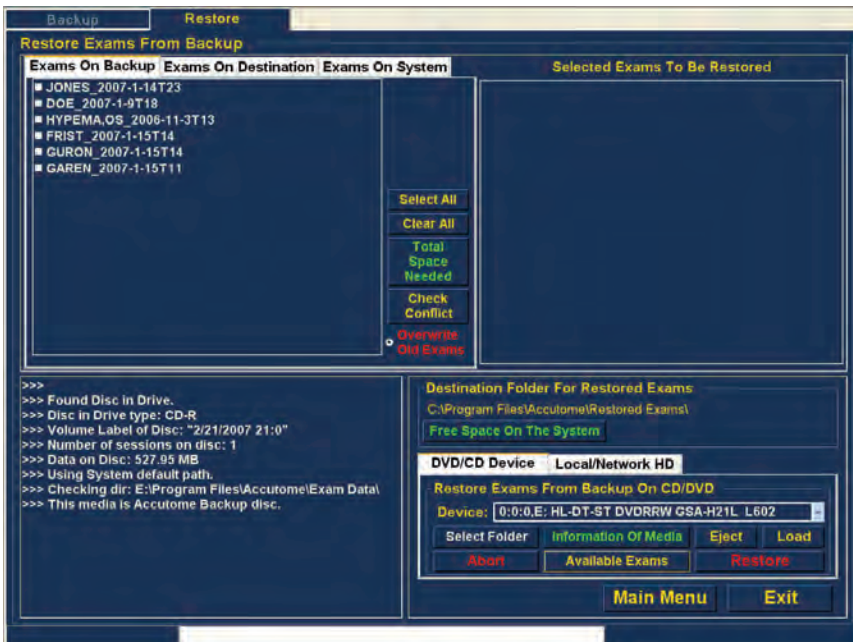 Backup
Restore
Restore Exams From Backup
Exams On Backup Exams On Destination Exams On System
JONES_2007-1-14T23
DOE_2007-1-9T18
HYPEMA,OS_2006-11-3T13
FRIST_2007-1-15T14
GURON_2007-1-15T14
GAREN_2007-1-15T11
Select All
Clear All
Total
Space
Needed
Check
Conflict
Overwrite
Old Exams
Selected Exams To Be Restored
>>>
>>> Found Disc in Drive.
>>> Disc in Drive type: CD-R
>>> Volume Label of Disc: "2/21/2007 21:0"
>>> Number of sessions on disc: 1
>>> Data on Disc: 527.95 MB
>>> Using System default path.
>>> Checking dir: E:\Program Files\Accutome\Exam Data\
>>> This media is Accutome Backup disc.
Destination Folder For Restored Exams
C:\Program Files\Accutome\Restored Exams\
Free Space On The System
DVD/CD Device Local/Network HD
Restore Exams From Backup On CD/DVD
Device: 0:0:0,E: HL-DT-ST DVDRRW GSA-H21L L602
Select Folder Information Of Media Eject Load
Abort Available Exams Restore
Main Menu Exit